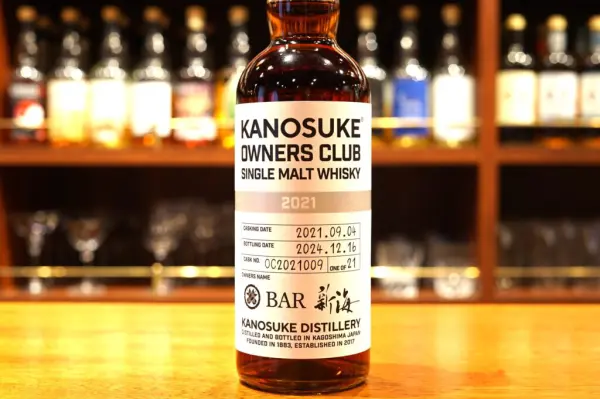 KANOSUKE®
OWNERS CLUB
SINGLE MALT WHISKY
2021
CASKING DATE 2021.09.04
BOTTLING DATE 2024.12.16
CASK NO. OC2021009 ONE OF 21
OWNERS NAME
BAR 新海
KANOSUKE DISTILLERY
DISTILLED AND BOTTLED IN KAGOSHIMA JAPAN
FOUNDED IN 1883, ESTABLISHED IN 2017